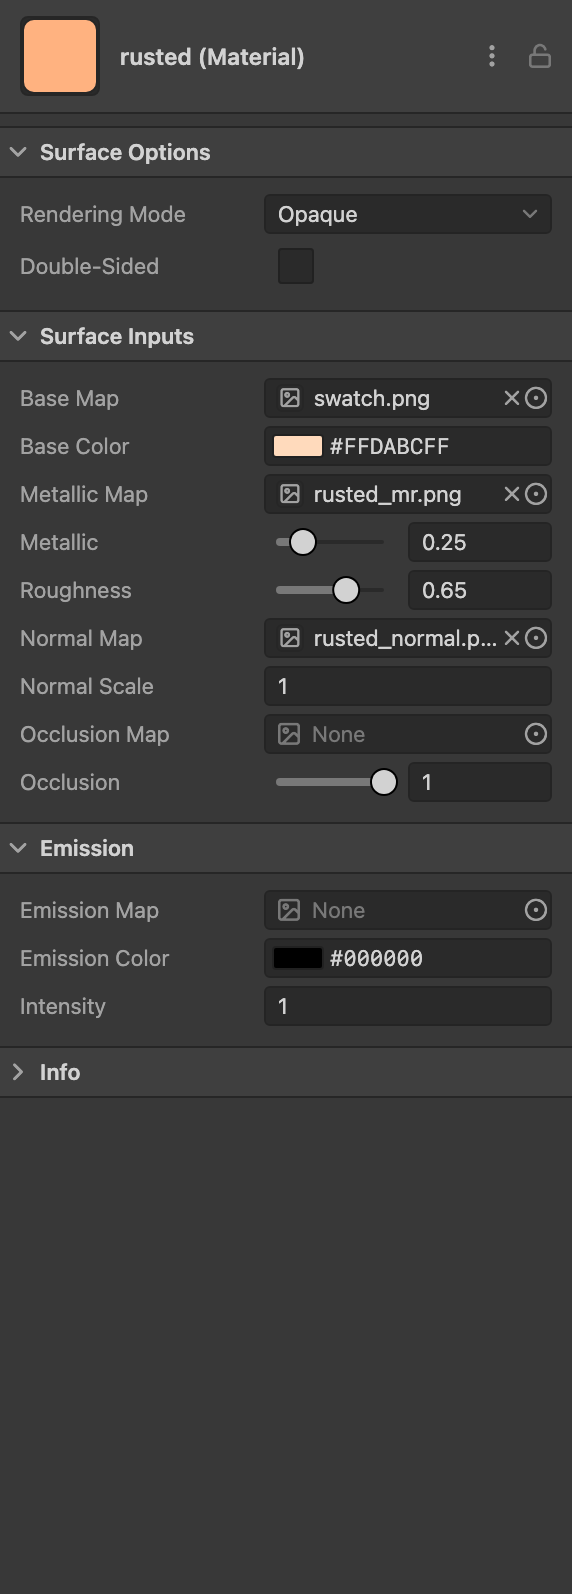 rusted (Material)
Surface Options
Rendering Mode Opaque
Double-Sided
Surface Inputs
Base Map swatch.png
Base Color #FFDABCFF
Metallic Map rusted_mr.png
Metallic 0.25
Roughness 0.65
Normal Map rusted_normal.p...
Normal Scale 1
Occlusion Map None
Occlusion 1
Emission
Emission Map None
Emission Color #000000
Intensity 1
Info